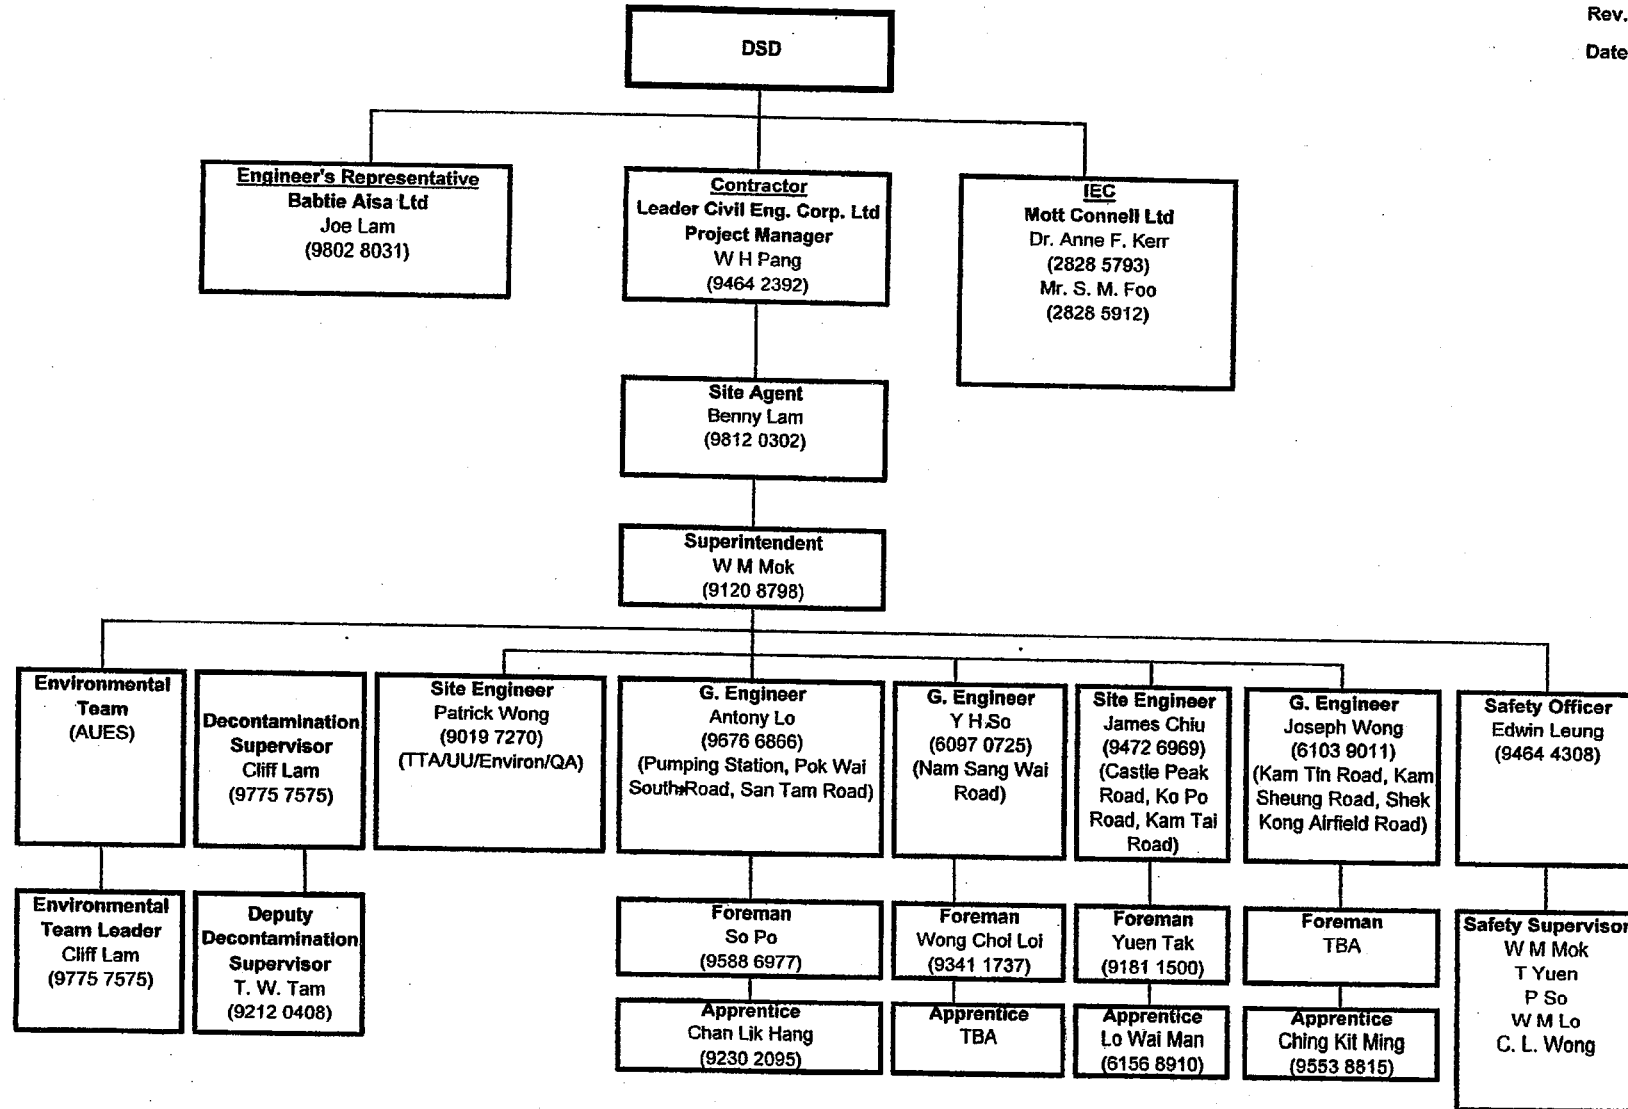 Rev.
Date
DSD
Engineer's Representative
Babtie Aisa Ltd
Joe Lam
(9802 8031)
Contractor
Leader Civil Eng. Corp. Ltd
Project Manager
W H Pang
(9464 2392)
IEC
Mott Connell Ltd
Dr. Anne F. Kerr
(2828 5793)
Mr. S. M. Foo
(2828 5912)
Site Agent
Benny Lam
(9812 0302)
Superintendent
W M Mok
(9120 8798)
Environmental
Team
(AUES)
Decontamination
Supervisor
Cliff Lam
(9775 7575)
Site Engineer
Patrick Wong
(9019 7270)
(TTA/UU/Environ/QA)
G. Engineer
Antony Lo
(9676 6866)
(Pumping Station, Pok Wai
South Road, San Tam Road)
G. Engineer
Y H So
(6097 0725)
(Nam Sang Wai
Road)
Site Engineer
James Chiu
(9472 6969)
(Castle Peak
Road, Ko Po
Road, Kam Tai
Road)
G. Engineer
Joseph Wong
(6103 9011)
(Kam Tin Road, Kam
Sheung Road, Shek
Kong Airfield Road)
Safety Officer
Edwin Leung
(9464 4308)
Environmental
Team Leader
Cliff Lam
(9775 7575)
Deputy
Decontamination
Supervisor
T. W. Tam
(9212 0408)
Foreman
So Po
(9588 6977)
Foreman
Wong Choi Loi
(9341 1737)
Foreman
Yuen Tak
(9181 1500)
Foreman
TBA
Safety Supervisor
W M Mok
T Yuen
P So
W M Lo
C. L. Wong
Apprentice
Chan Lik Hang
(9230 2095)
Apprentice
TBA
Apprentice
Lo Wai Man
(6156 8910)
Apprentice
Ching Kit Ming
(9553 8815)